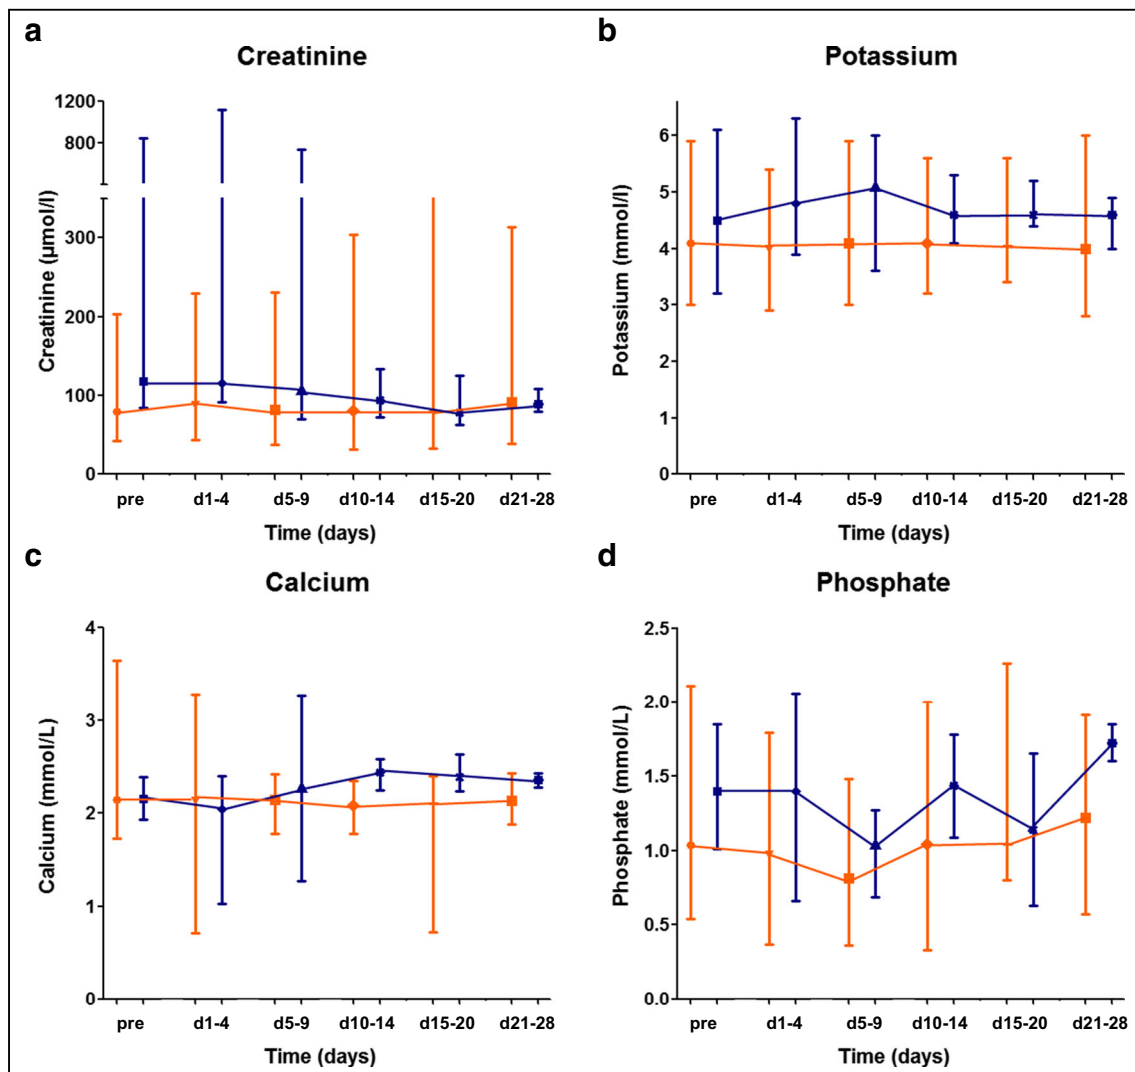 a
Creatinine
Creatinine (µmol/l)
1200
800
300
200
100
0
pre d1-4 d5-9 d10-14 d15-20 d21-28
Time (days)
b
Potassium
Potassium (mmol/l)
6
5
4
3
2
1
0
pre d1-4 d5-9 d10-14 d15-20 d21-28
Time (days)
c
Calcium
Calcium (mmol/L)
4
3
2
1
0
pre d1-4 d5-9 d10-14 d15-20 d21-28
Time (days)
d
Phosphate
Phosphate (mmol/L)
2.5
2.0
1.5
1.0
0.5
0.0
pre d1-4 d5-9 d10-14 d15-20 d21-28
Time (days)